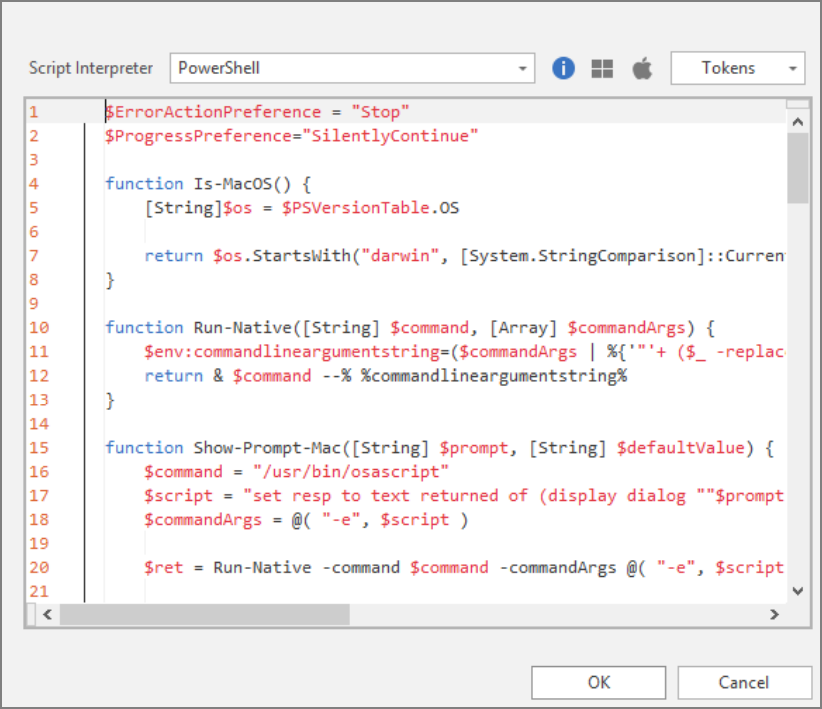 Script Interpreter PowerShell i Tokens
1 $ErrorActionPreference = "Stop"
2 $ProgressPreference="SilentlyContinue"
3
4 function Is-MacOS() {
5 [String]$os = $PSVersionTable.OS
6
7 return $os.StartsWith("darwin", [System.StringComparison]::Curren
8 }
9
10 function Run-Native([String] $command, [Array] $commandArgs) {
11 $env:commandlineargumentstring=($commandArgs | %{'"'+ ($_ -replac
12 return & $command --% %commandlineargumentstring%
13 }
14
15 function Show-Prompt-Mac([String] $prompt, [String] $defaultValue) {
16 $command = "/usr/bin/osascript"
17 $script = "set resp to text returned of (display dialog ""$prompt
18 $commandArgs = @( "-e", $script )
19
20 $ret = Run-Native -command $command -commandArgs @( "-e", $script
21
OK Cancel